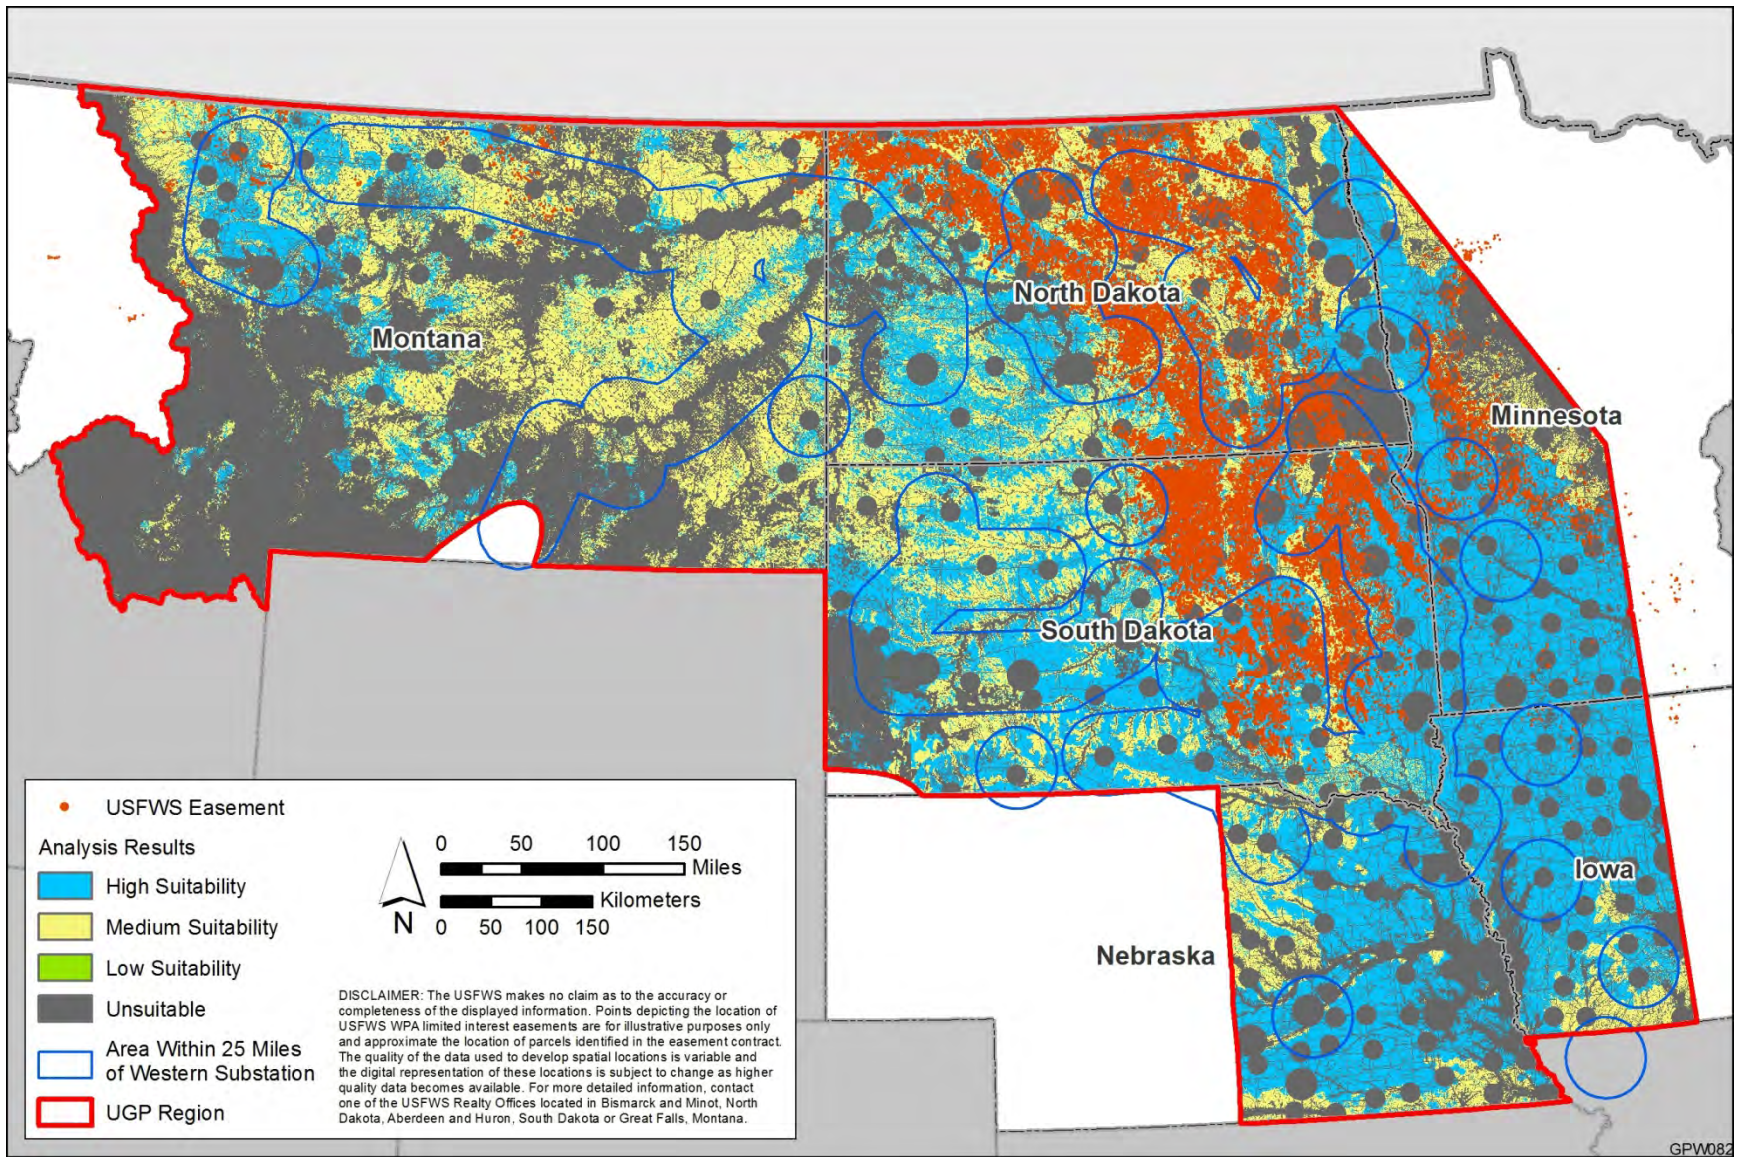 North Dakota
Montana
Minnesota
South Dakota
Iowa
Nebraska
USFWS Easement
Analysis Results
High Suitability
Medium Suitability
Low Suitability
Unsuitable
Area Within 25 Miles
of Western Substation
UGP Region
0 50 100 150
Miles
Kilometers
0 50 100 150
N
DISCLAIMER: The USFWS makes no claim as to the accuracy or
completeness of the displayed information. Points depicting the location of
USFWS WPA limited interest easements are for illustrative purposes only
and approximate the location of parcels identified in the easement contract.
The quality of the data used to develop spatial locations is variable and
the digital representation of these locations is subject to change as higher
quality data becomes available. For more detailed information, contact
one of the USFWS Realty Offices located in Bismarck and Minot, North
Dakota, Aberdeen and Huron, South Dakota or Great Falls, Montana.
GPW082